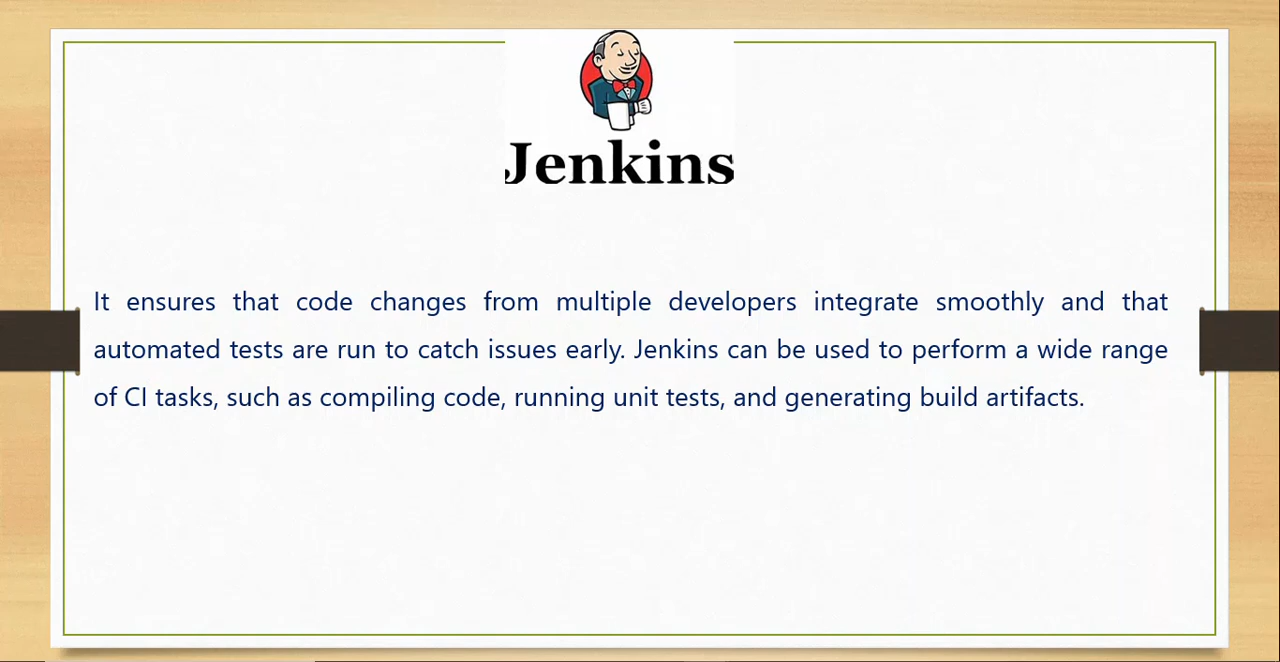 Jenkins
It ensures that code changes from multiple developers integrate smoothly and that
automated tests are run to catch issues early. Jenkins can be used to perform a wide range
of CI tasks, such as compiling code, running unit tests, and generating build artifacts.